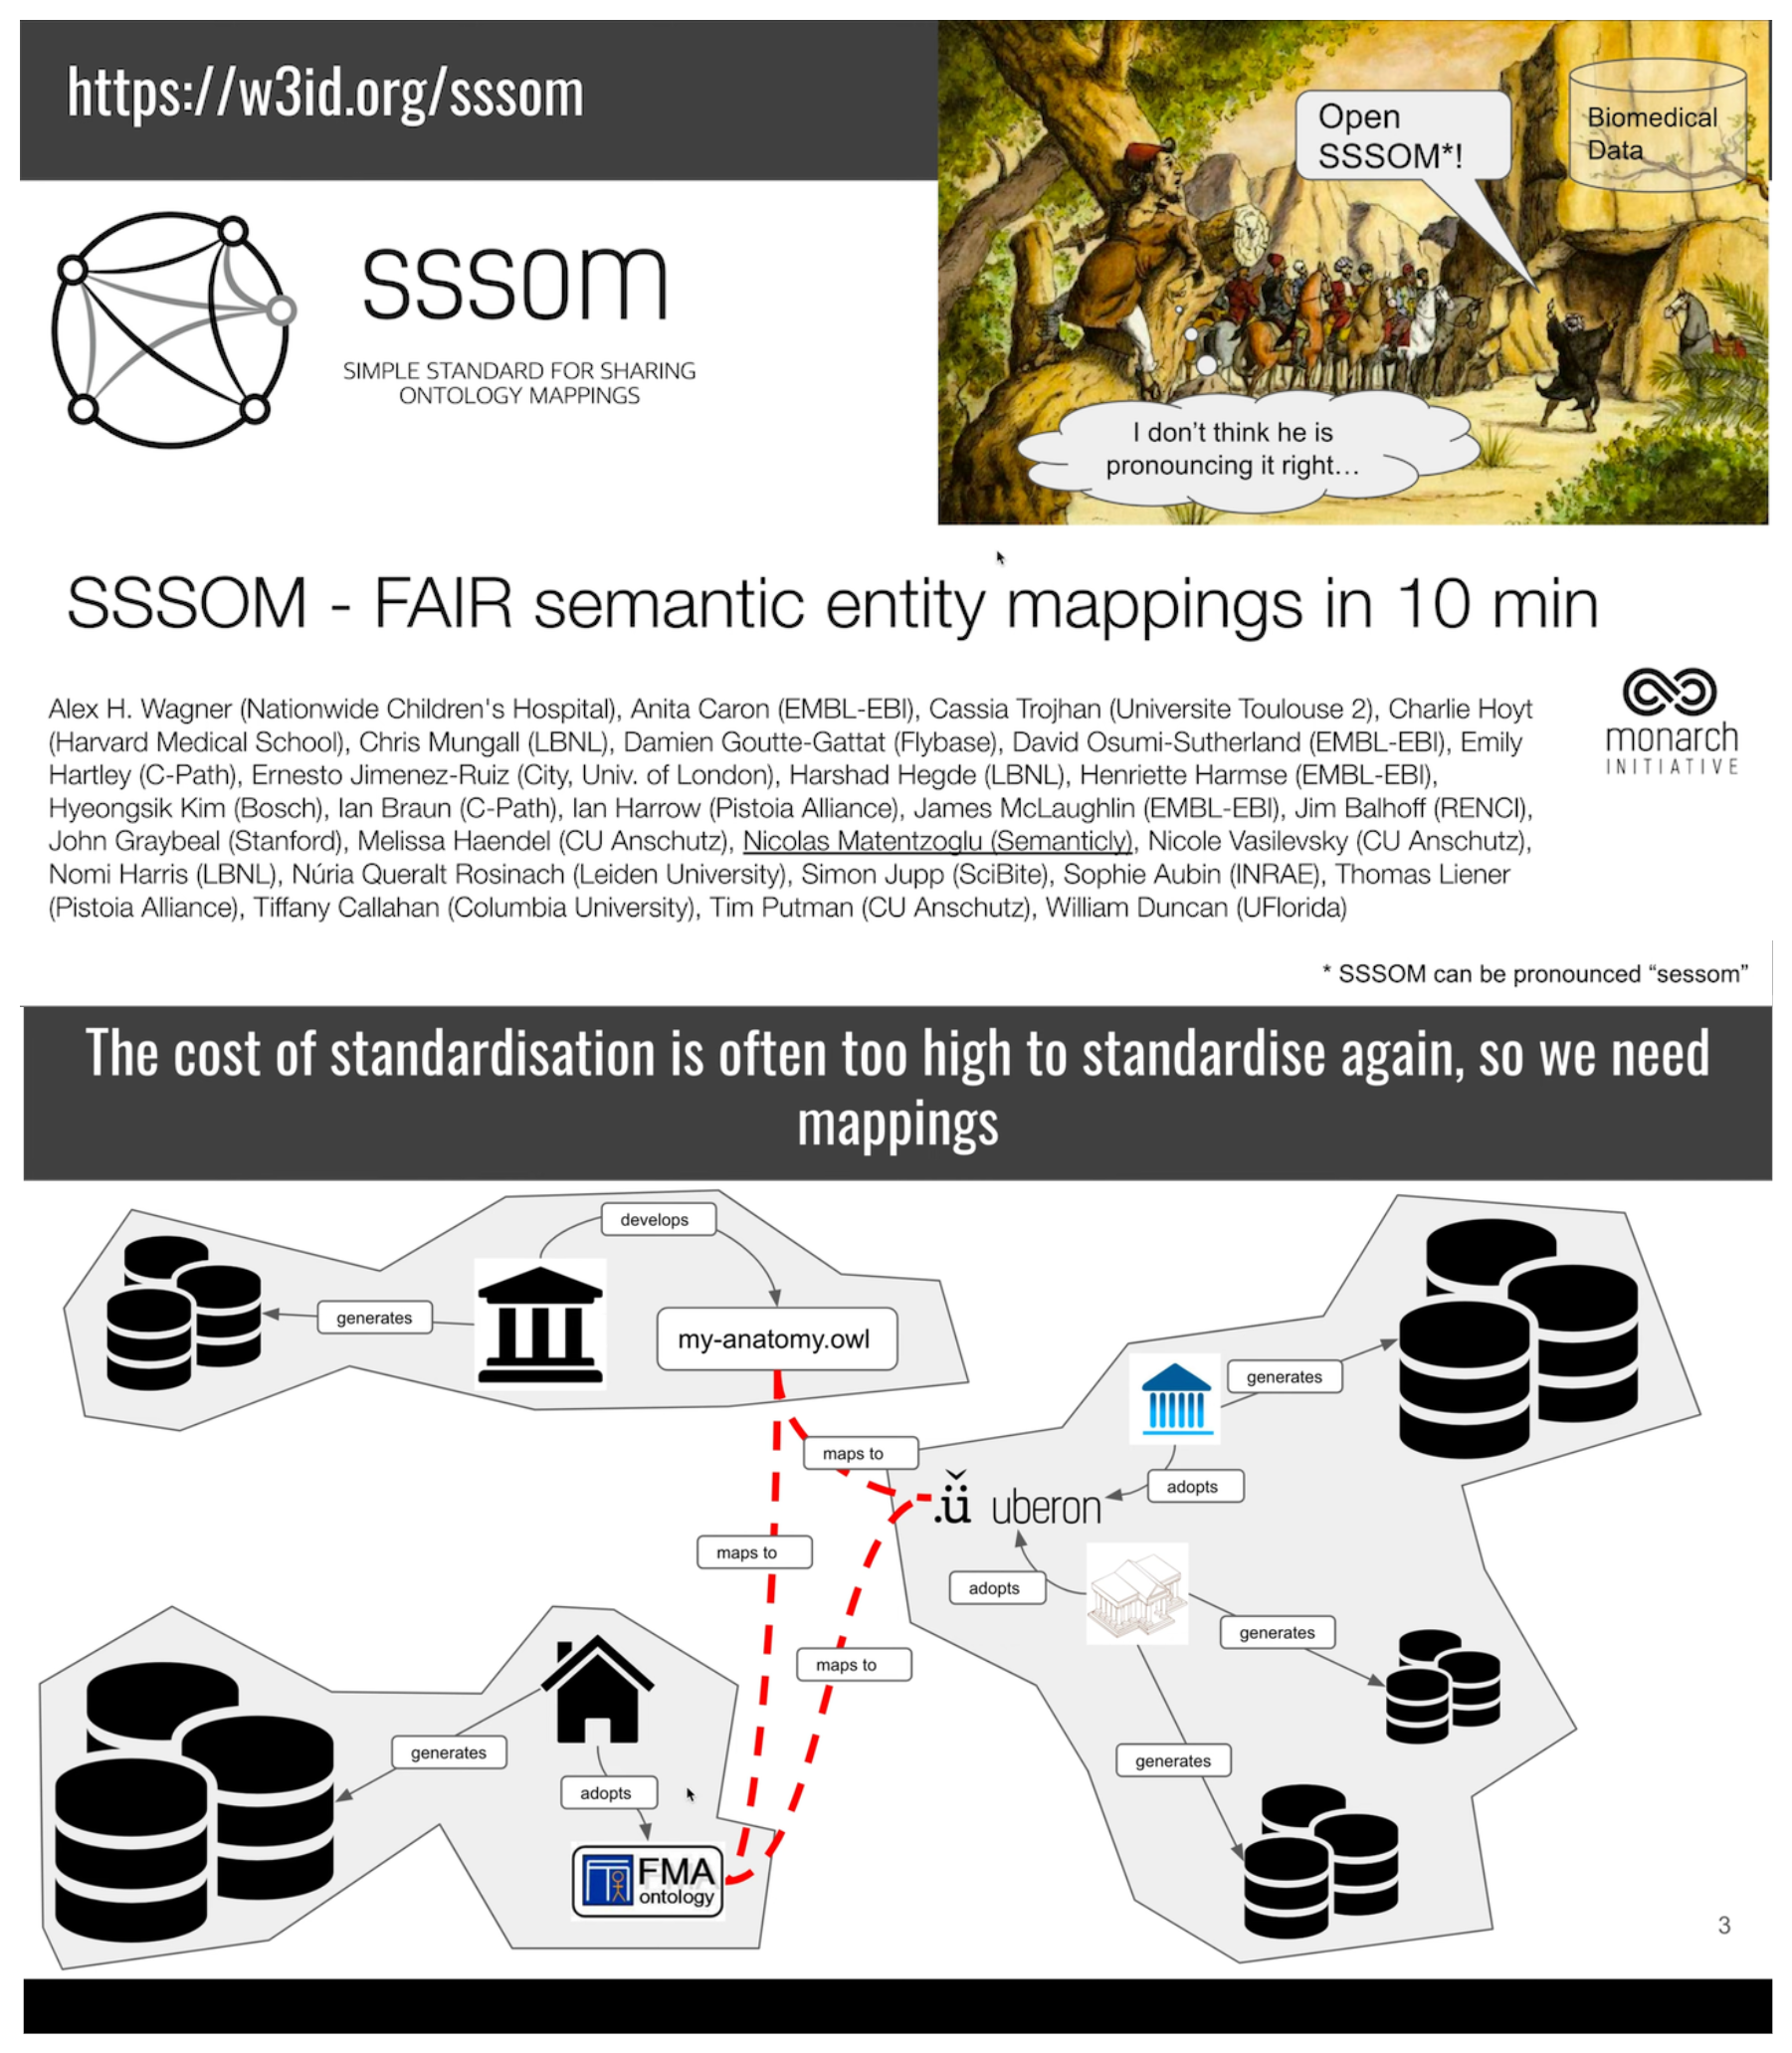 https://w3id.org/sssom
Open
SSSOM*!
Biomedical
Data
sssom
SIMPLE STANDARD FOR SHARING
ONTOLOGY MAPPINGS
I don't think he is
pronouncing it right...
SSSOM - FAIR semantic entity mappings in 10 min
Alex H. Wagner (Nationwide Children's Hospital), Anita Caron (EMBL-EBI), Cassia Trojhan (Universite Toulouse 2), Charlie Hoyt
(Harvard Medical School), Chris Mungall (LBNL), Damien Goutte-Gattat (Flybase), David Osumi-Sutherland (EMBL-EBI), Emily
Hartley (C-Path), Ernesto Jimenez-Ruiz (City, Univ. of London), Harshad Hegde (LBNL), Henriette Harmse (EMBL-EBI),
Hyeongsik Kim (Bosch), Ian Braun (C-Path), Ian Harrow (Pistoia Alliance), James McLaughlin (EMBL-EBI), Jim Balhoff (RENCI),
John Graybeal (Stanford), Melissa Haendel (CU Anschutz), Nicolas Matentzoglu (Semanticly), Nicole Vasilevsky (CU Anschutz),
Nomi Harris (LBNL), Núria Queralt Rosinach (Leiden University), Simon Jupp (SciBite), Sophie Aubin (INRAE), Thomas Liener
(Pistoia Alliance), Tiffany Callahan (Columbia University), Tim Putman (CU Anschutz), William Duncan (UFlorida)
monarch
INITIATIVE
* SSSOM can be pronounced “sessom”
The cost of standardisation is often too high to standardise again, so we need
mappings
develops
generates
my-anatomy.owl
generates
maps to
adopts
.ü uberon
maps to
adopts
generates
maps to
generates
generates
adopts
FMA
ontology
3